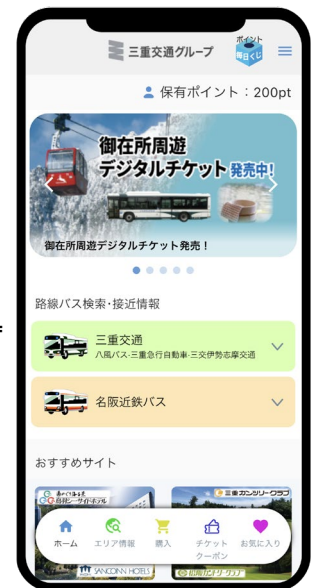 三重交通グループ
ポイント
毎日くじ
保有ポイント：200pt
御在所周遊
デジタルチケット発売中!
御在所周遊デジタルチケット発売！
路線バス検索･接近情報
三重交通
八風バス･三重急行自動車･三交伊勢志摩交通
名阪近鉄バス
おすすめサイト
三重カンツリークラブ
ホーム
エリア情報
購入
チケット
クーポン
お気に入り
SANCOINN HOTELS